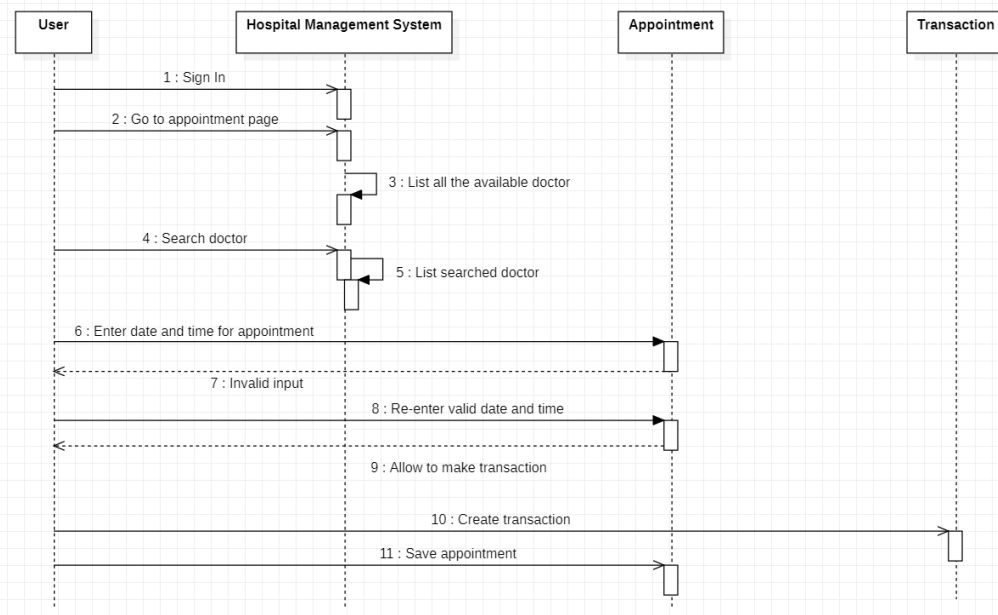 User
Hospital Management System
Appointment
Transaction
1 : Sign In
2 : Go to appointment page
3 : List all the available doctor
4 : Search doctor
5 : List searched doctor
6 : Enter date and time for appointment
7 : Invalid input
8 : Re-enter valid date and time
9 : Allow to make transaction
10 : Create transaction
11 : Save appointment